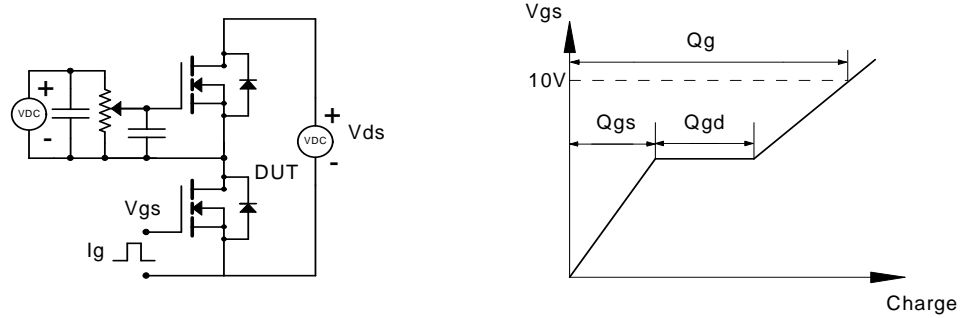 VDC
+
-
Vgs
Ig
DUT
VDC
+
-
Vds
Vgs
10V
Qg
Qgs
Qgd
Charge